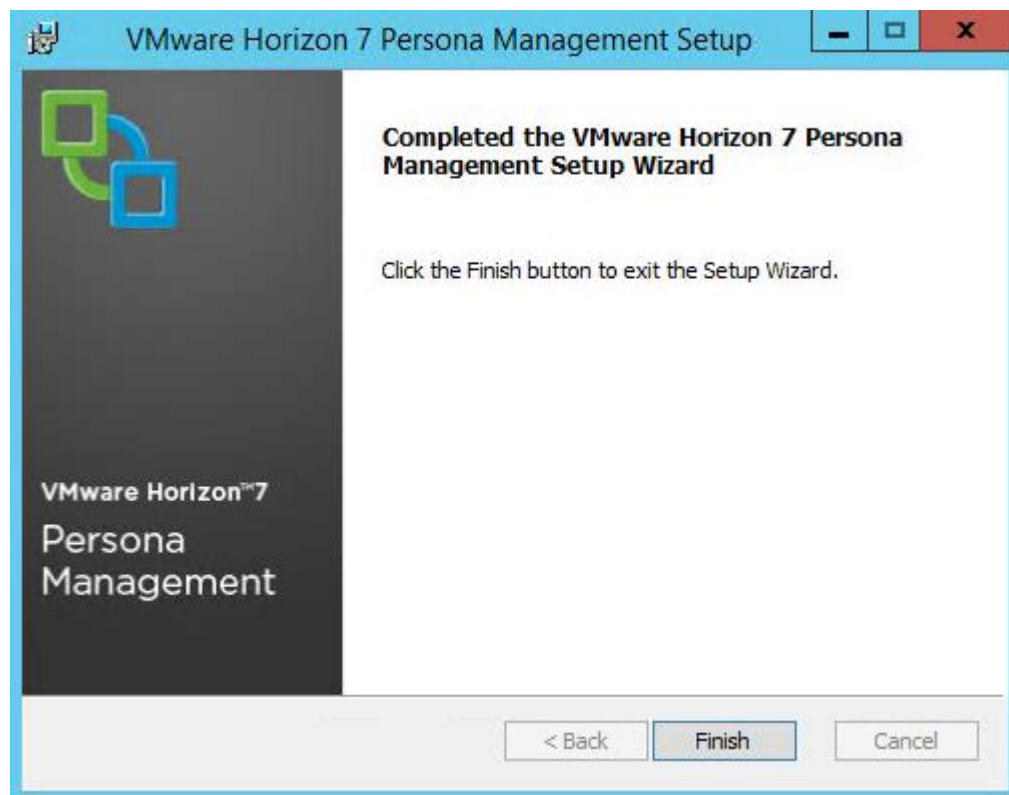 VMware Horizon 7 Persona Management Setup
Completed the VMware Horizon 7 Persona
Management Setup Wizard
Click the Finish button to exit the Setup Wizard.
VMware Horizon™7
Persona
Management
< Back
Finish
Cancel